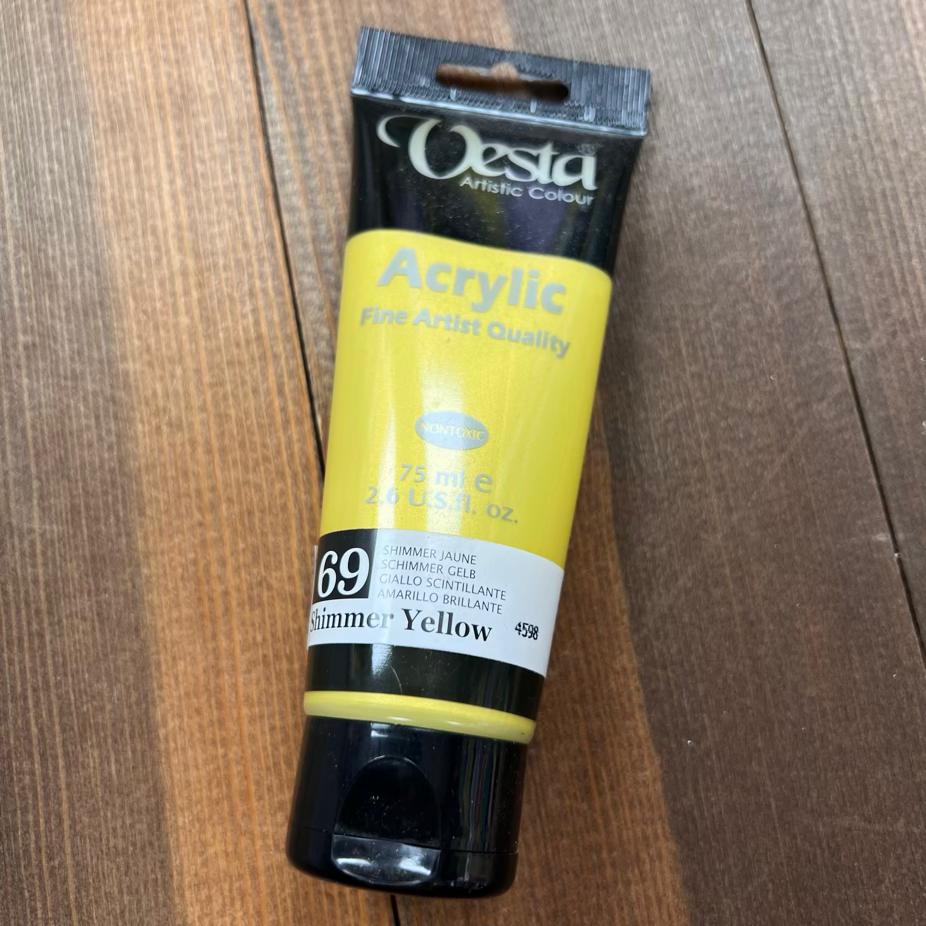 Vesta
Artistic Colour
Acrylic
Fine Artist Quality
NONTOXIC
75 ml e
2.6 U.S.fl. oz.
69
SHIMMER JAUNE
SCHIMMER GELB
GIALLO SCINTILLANTE
AMARILLO BRILLANTE
Shimmer Yellow
4598